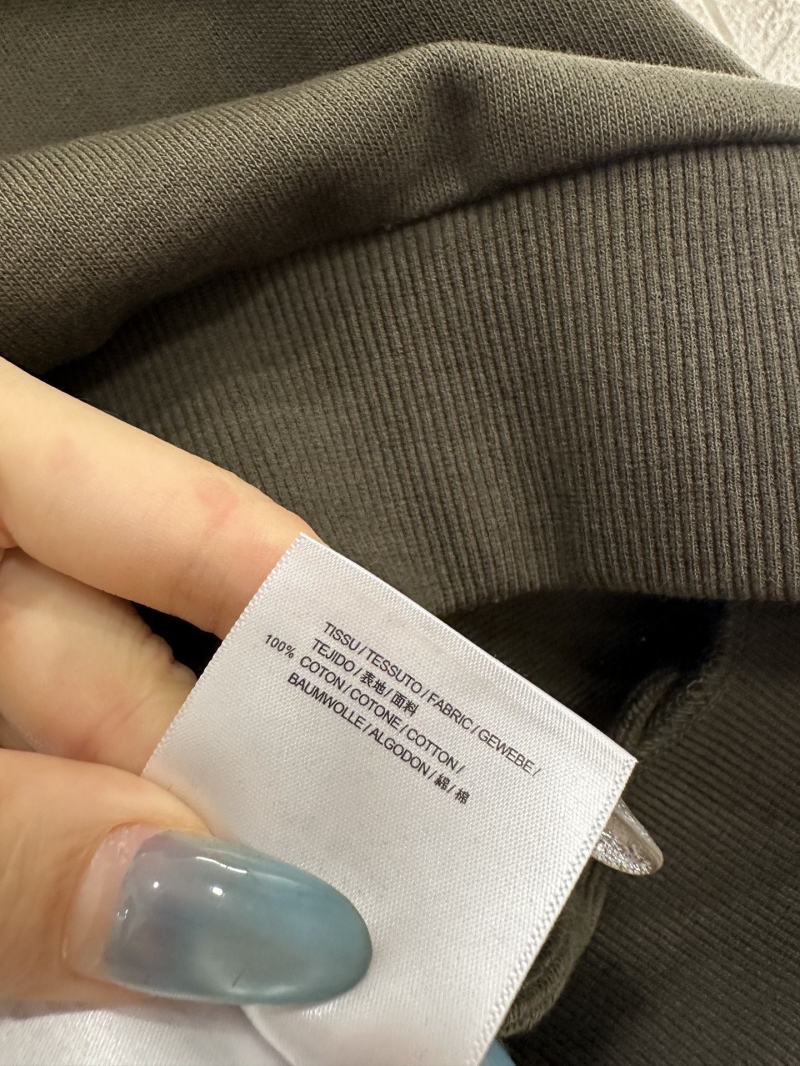 TISSU / TESSUTO / FABRIC / GEWEBE /
TEJIDO / 表地 / 面料
100% COTON / COTONE / COTTON /
BAUMWOLLE / ALGODON / 綿 / 棉